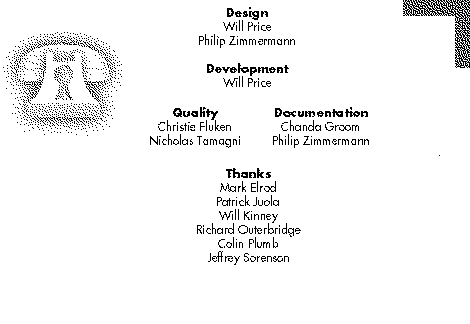 Design
Will Price
Philip Zimmermann
Development
Will Price
Quality
Christie Fluken
Nicholas Tamagni
Documentation
Chanda Groom
Philip Zimmermann
Thanks
Mark Elrod
Patrick Juola
Will Kinney
Richard Outerbridge
Colin Plumb
Jeffrey Sorenson